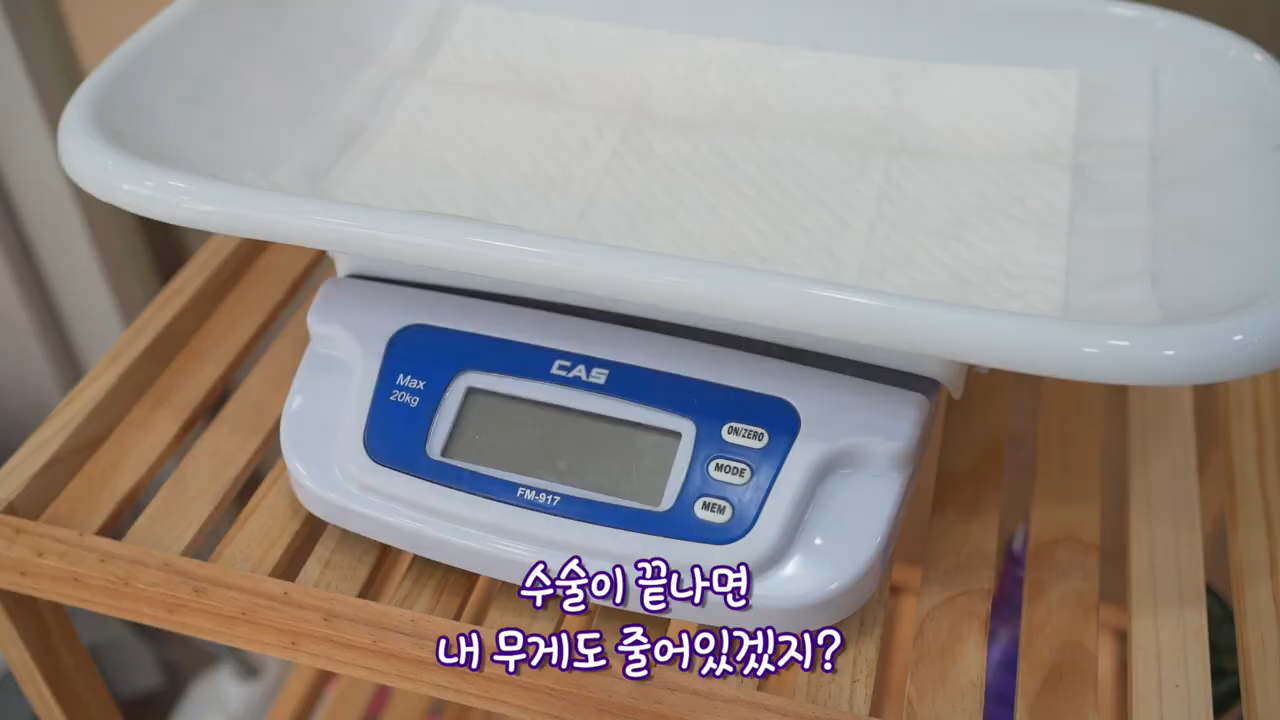 CAS
Max
20kg
ON/ZERO
MODE
MEM
FM-917
수술이 끝나면
내 무게도 줄어있겠지?